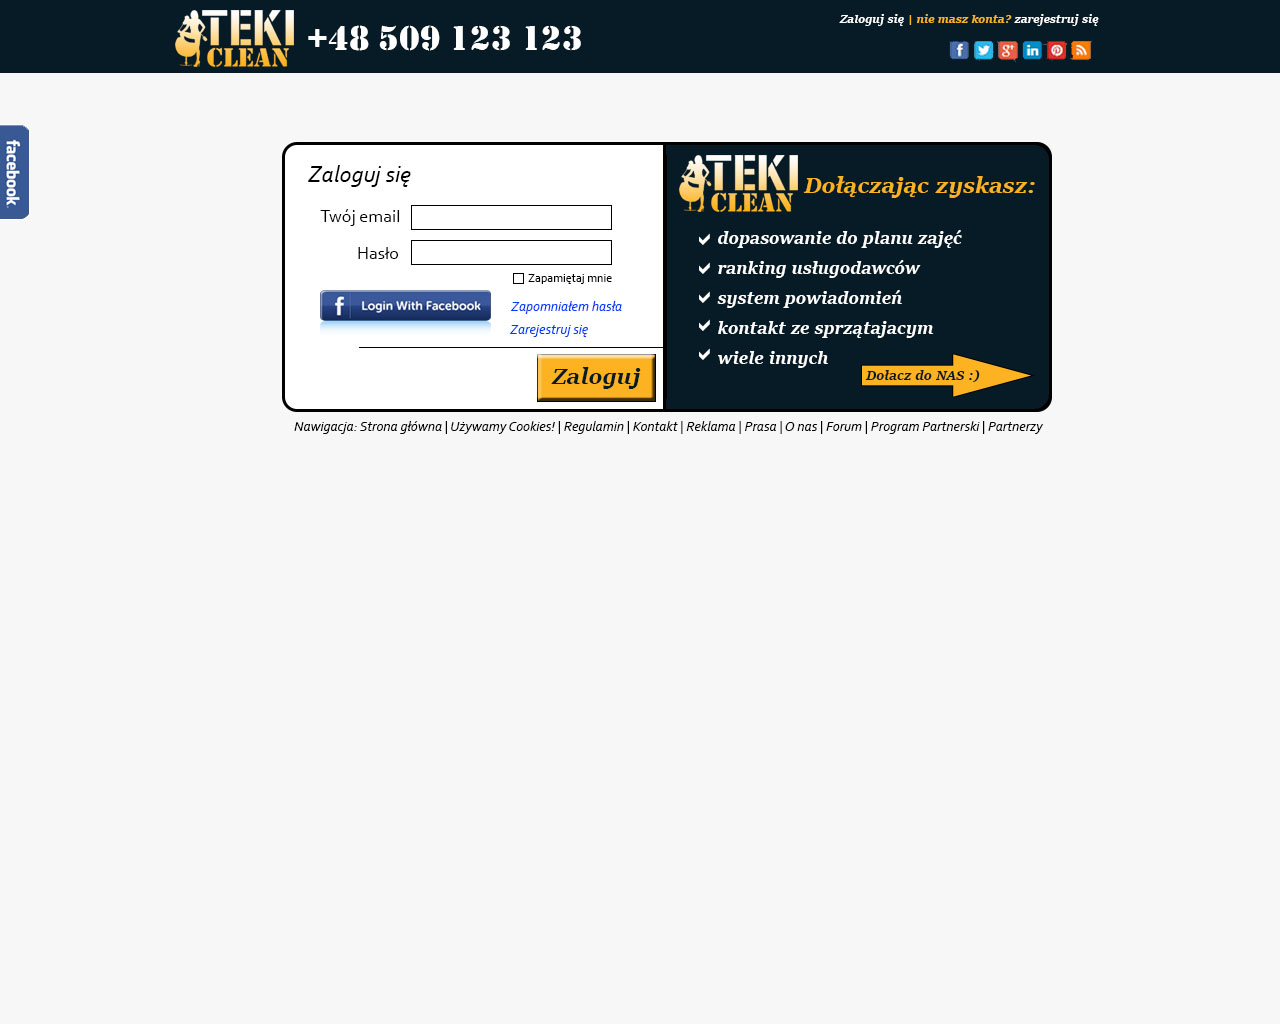 TEKI
CLEAN
+48 509 123 123
Zaloguj się | nie masz konta? zarejestruj się
facebook
Zaloguj się
Twój email
Hasło
Zapamiętaj mnie
Login With Facebook
Zapomniałem hasła
Zarejestruj się
Zaloguj
TEKI
CLEAN
Dołączając zyskasz:
dopasowanie do planu zajęć
ranking usługodawców
system powiadomień
kontakt ze sprzątajacym
wiele innych
Dołacz do NAS :)
Nawigacja: Strona główna | Używamy Cookies! | Regulamin | Kontakt | Reklama | Prasa | O nas | Forum | Program Partnerski | Partnerzy